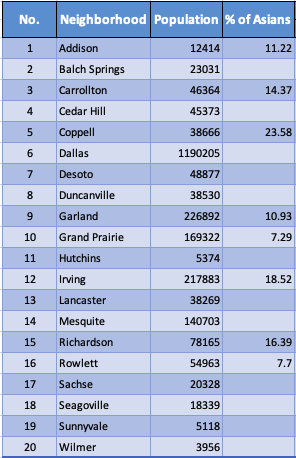 No. Neighborhood Population % of Asians
1 Addison 12414 11.22
2 Balch Springs 23031
3 Carrollton 46364 14.37
4 Cedar Hill 45373
5 Coppell 38666 23.58
6 Dallas 1190205
7 Desoto 48877
8 Duncanville 38530
9 Garland 226892 10.93
10 Grand Prairie 169322 7.29
11 Hutchins 5374
12 Irving 217883 18.52
13 Lancaster 38269
14 Mesquite 140703
15 Richardson 78165 16.39
16 Rowlett 54963 7.7
17 Sachse 20328
18 Seagoville 18339
19 Sunnyvale 5118
20 Wilmer 3956